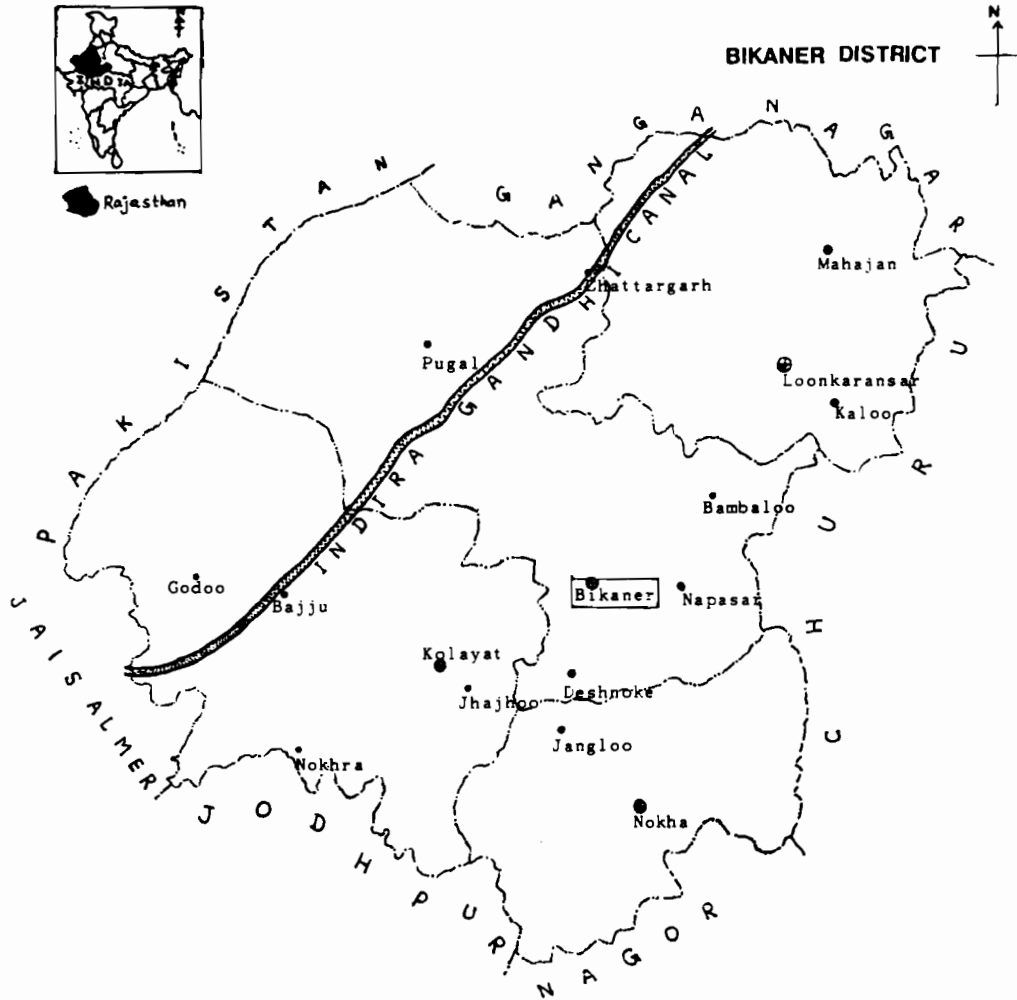 N
BIKANER DISTRICT
INDIA
Rajasthan
N
PAKISTAN
GANGANAGAR
CHURU
JAISALMER
JODHPUR
NAGOR
INDIRA GANDHI CANAL
Mahajan
Chattargarh
Pugal
Loonkaransar
Kaloo
Bambaloo
Godoo
Bajju
Bikaner
Napasar
Kolayat
Jhajhoo
Deshnoke
Jangloo
Nokhra
Nokha